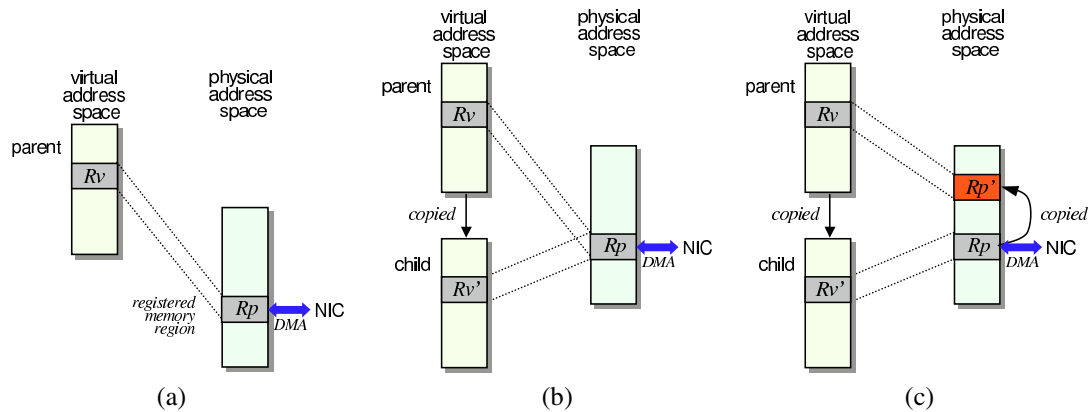 virtual
address
space
physical
address
space
parent
Rv
registered
memory
region
Rp
DMA
NIC
(a)
virtual
address
space
physical
address
space
parent
Rv
copied
child
Rv'
Rp
DMA
NIC
(b)
virtual
address
space
physical
address
space
parent
Rv
Rp'
copied
copied
child
Rv'
Rp
DMA
NIC
(c)